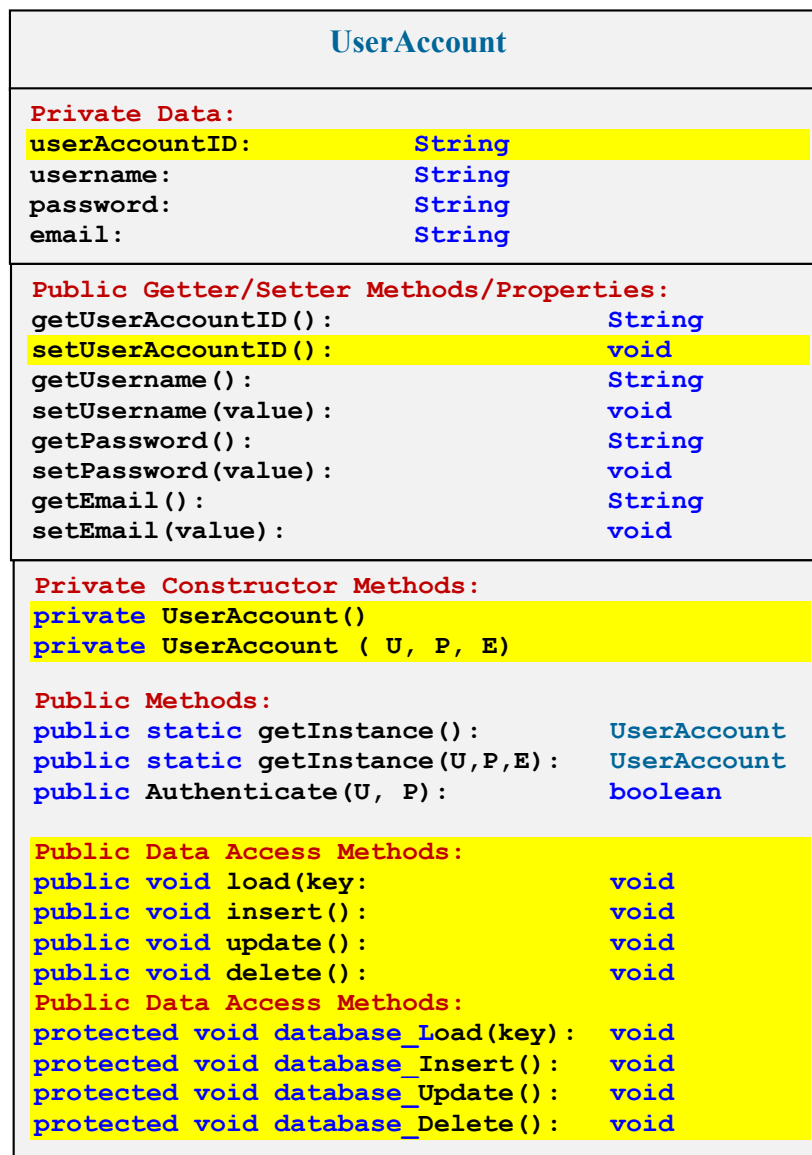 UserAccount
Private Data:
userAccountID: String
username: String
password: String
email: String
Public Getter/Setter Methods/Properties:
getUserAccountID(): String
setUserAccountID(): void
getUsername(): String
setUsername(value): void
getPassword(): String
setPassword(value): void
getEmail(): String
setEmail(value): void
Private Constructor Methods:
private UserAccount()
private UserAccount ( U, P, E)
Public Methods:
public static getInstance(): UserAccount
public static getInstance(U,P,E): UserAccount
public Authenticate(U, P): boolean
Public Data Access Methods:
public void load(key: void
public void insert(): void
public void update(): void
public void delete(): void
Public Data Access Methods:
protected void database_Load(key): void
protected void database_Insert(): void
protected void database_Update(): void
protected void database_Delete(): void